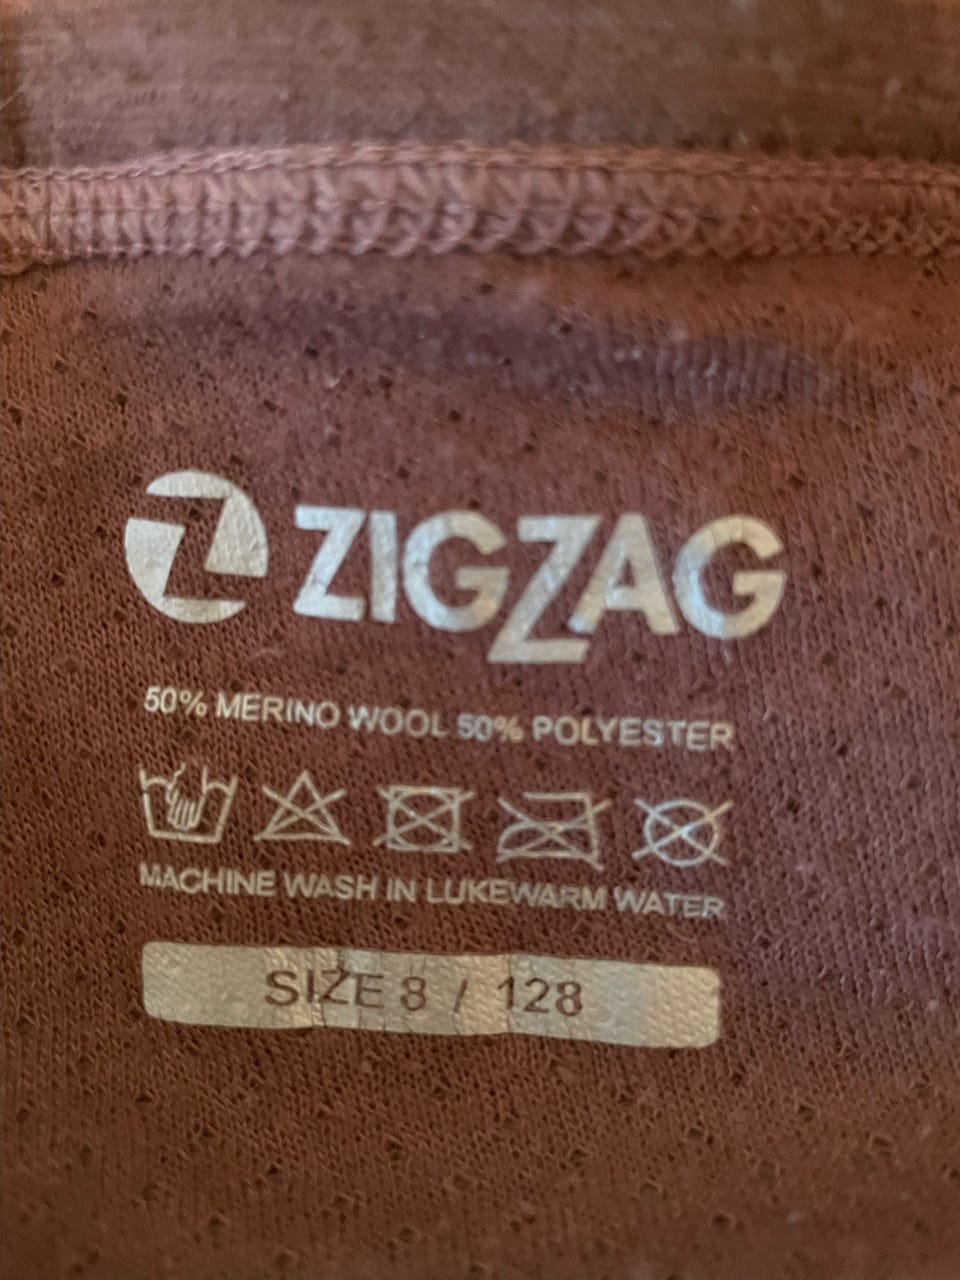 ZIGZAG
50% MERINO WOOL 50% POLYESTER
MACHINE WASH IN LUKEWARM WATER
SIZE 8 / 128